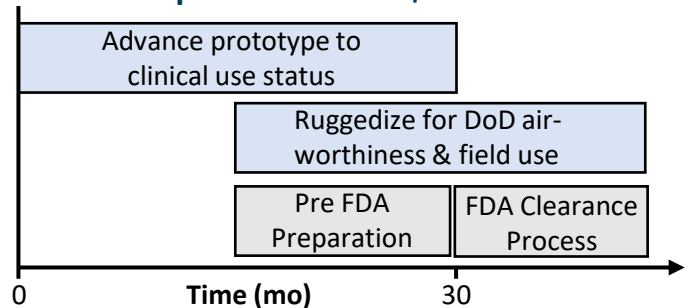 Advance prototype to
clinical use status
Ruggedize for DoD air-
worthiness & field use
Pre FDA
Preparation
FDA Clearance
Process
0
Time (mo)
30